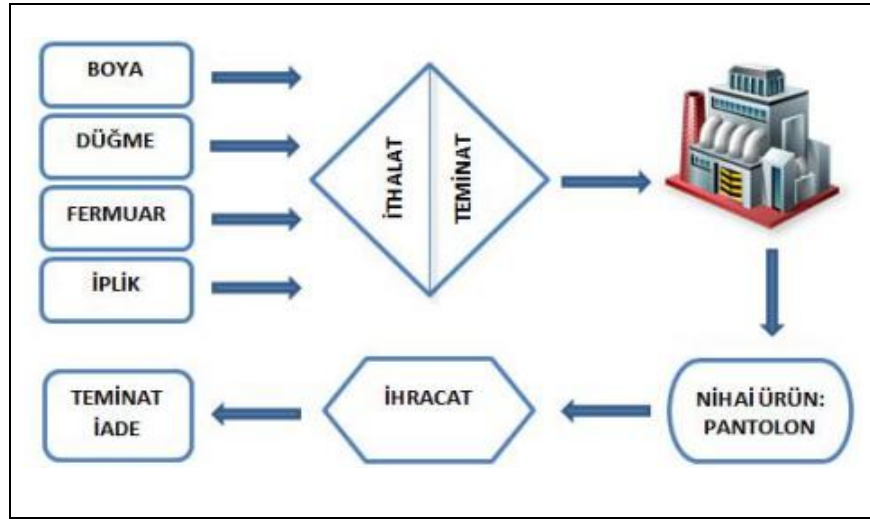 BOYA
DÜĞME
FERMUAR
İPLİK
İTHALAT
TEMİNAT
NİHAİ ÜRÜN:
PANTOLON
İHRACAT
TEMİNAT
İADE